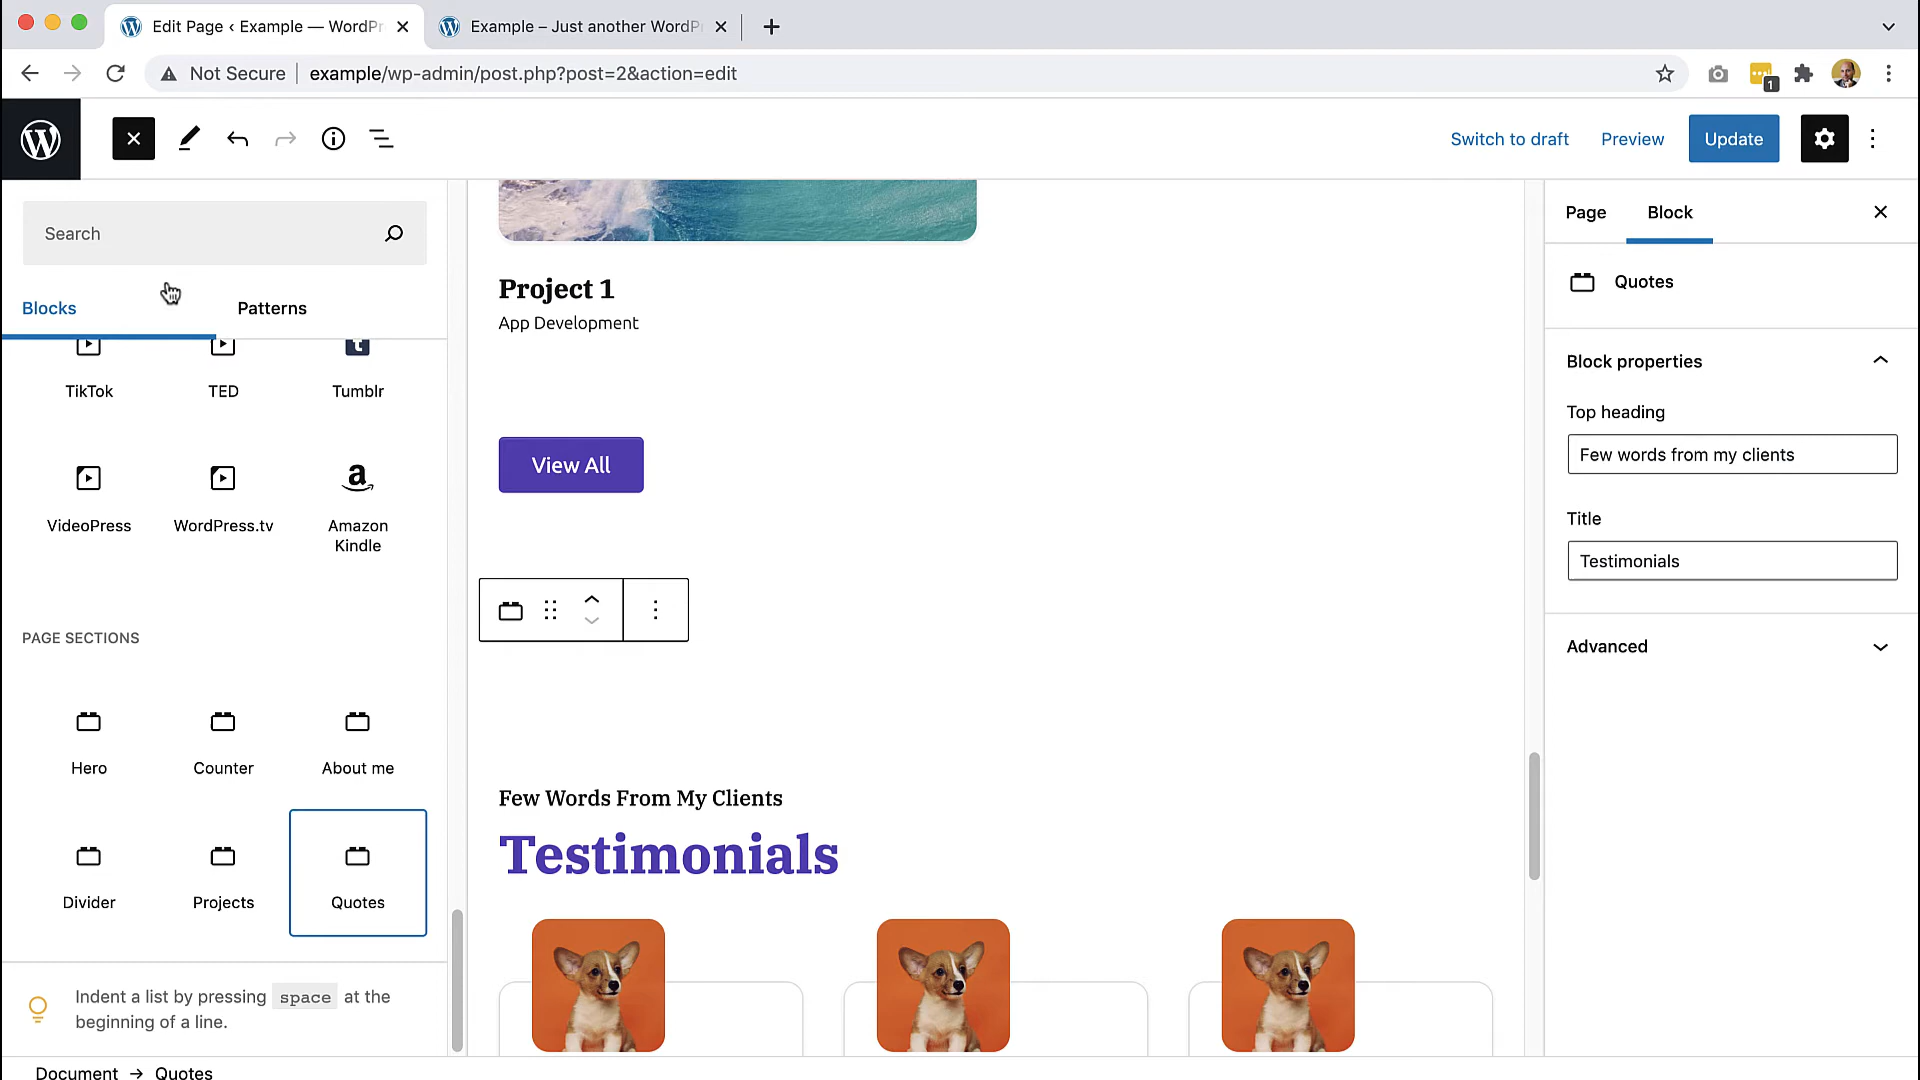 Edit Page ‹ Example — WordPr
Example – Just another WordP
Not Secure
example/wp-admin/post.php?post=2&action=edit
1
Switch to draft
Preview
Update
Search
Blocks
Patterns
TikTok
TED
Tumblr
VideoPress
WordPress.tv
Amazon
Kindle
PAGE SECTIONS
Hero
Counter
About me
Divider
Projects
Quotes
Indent a list by pressing space at the
beginning of a line.
Document → Quotes
Project 1
App Development
View All
Few Words From My Clients
Testimonials
Page
Block
Quotes
Block properties
Top heading
Few words from my clients
Title
Testimonials
Advanced